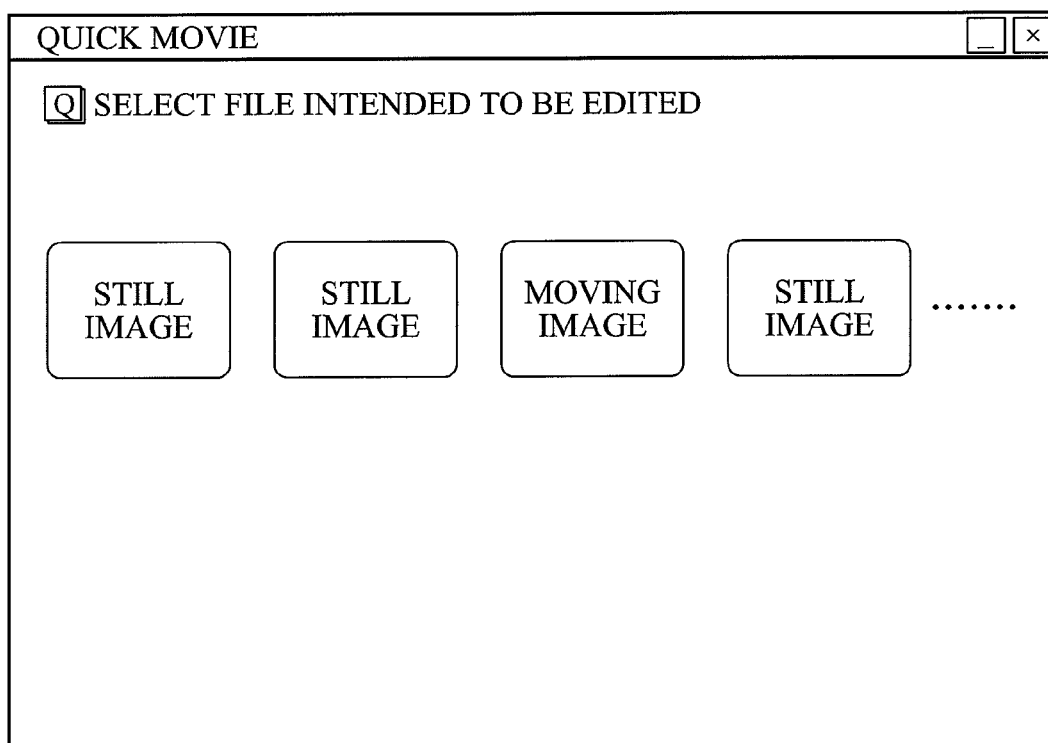 QUICK MOVIE _ ×
Q SELECT FILE INTENDED TO BE EDITED
STILL IMAGE
STILL IMAGE
MOVING IMAGE
STILL IMAGE
.......